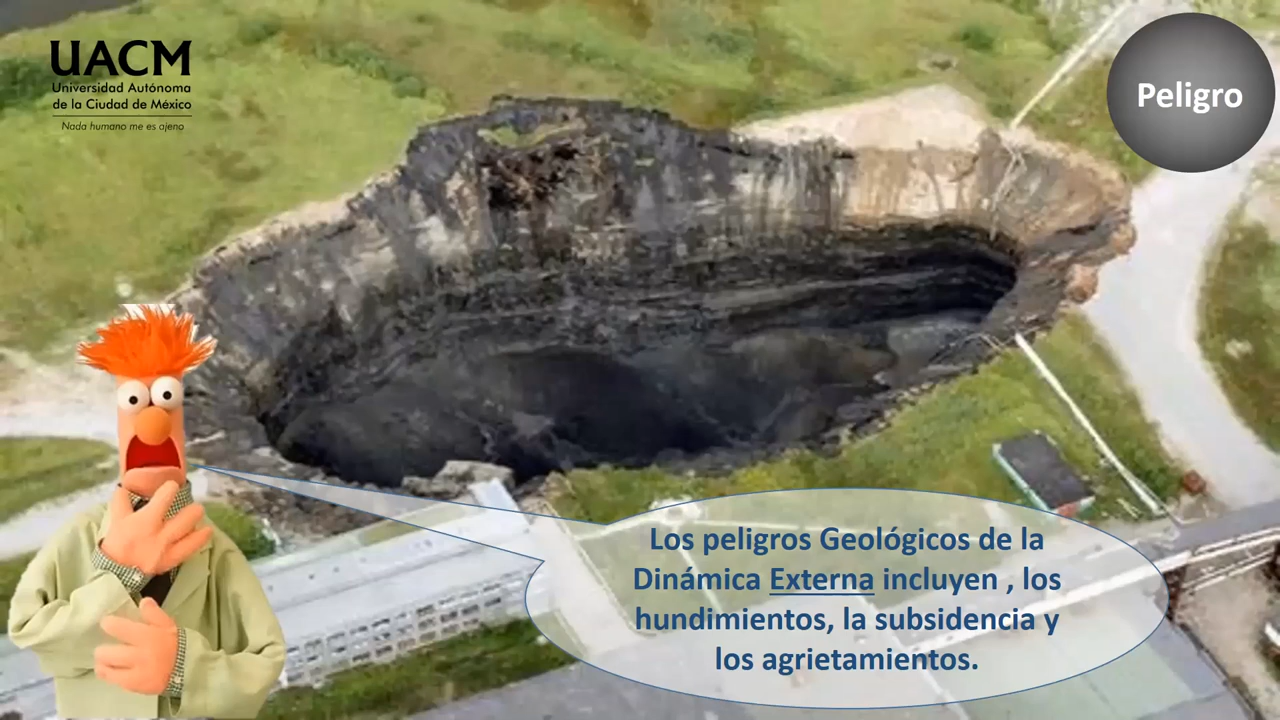 UACM
Universidad Autónoma
de la Ciudad de México
Nada humano me es ajeno
Peligro
Los peligros Geológicos de la
Dinámica Externa incluyen , los
hundimientos, la subsidencia y
los agrietamientos.